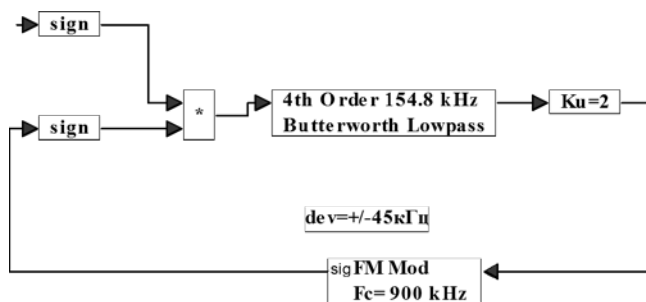 sign
sign
*
4th Order 154.8 kHz
Butterworth Lowpass
Ku=2
dev=+/-45кГц
sig FM Mod
Fc= 900 kHz